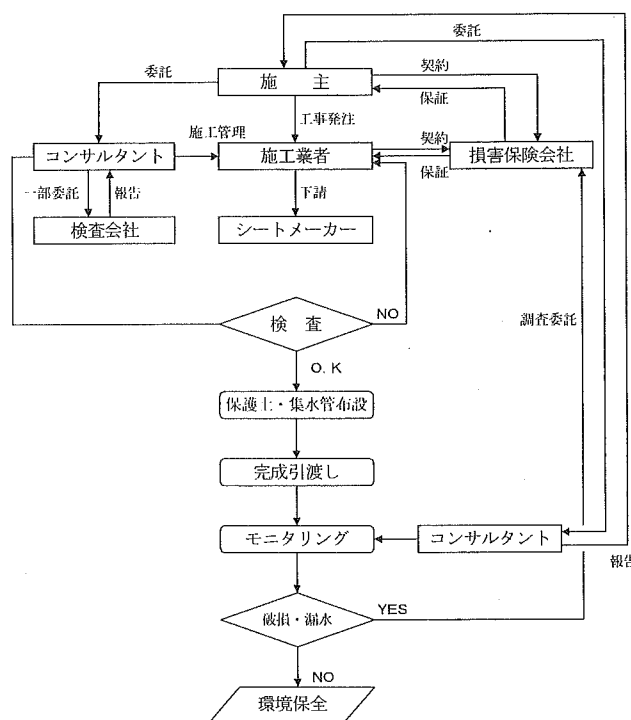 委託
委託
契約
施 主
保証
工事発注
施工管理
契約
コンサルタント
施工業者
損害保険会社
保証
一部委託
報告
下請
検査会社
シートメーカー
NO
検 査
調査委託
O. K
保護土・集水管布設
完成引渡し
モニタリング
コンサルタント
報告
YES
破損・漏水
NO
環境保全